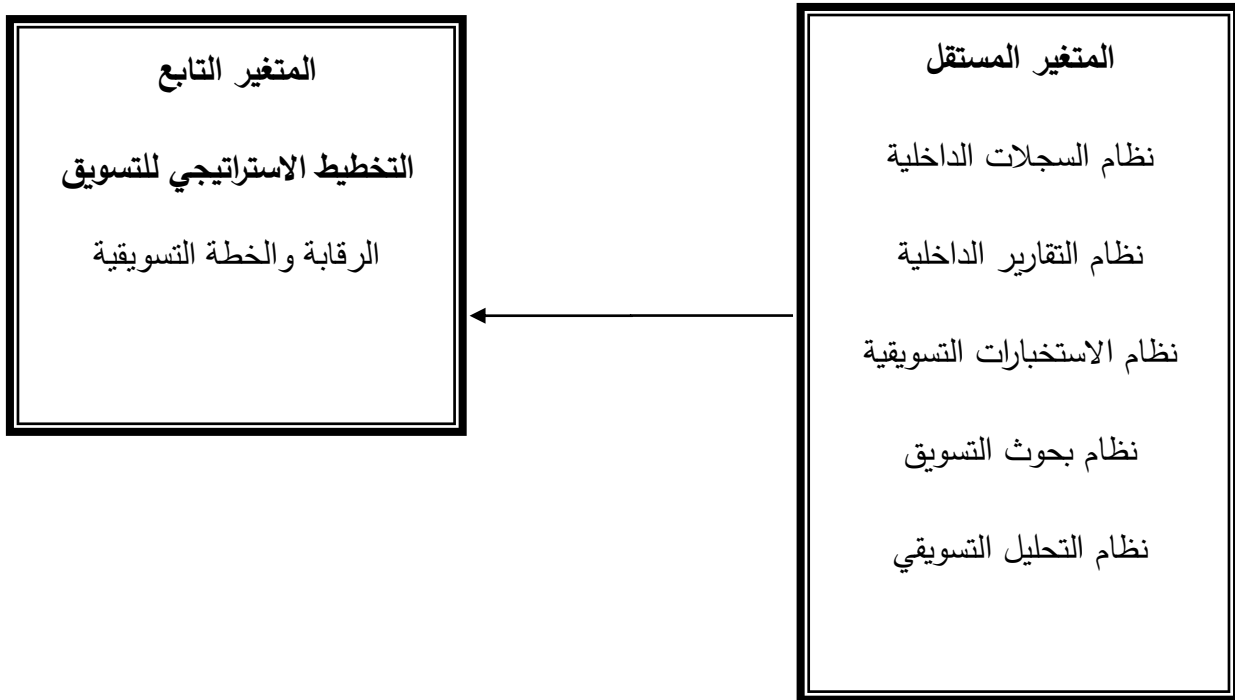 المتغير المستقل
نظام السجلات الداخلية
نظام التقارير الداخلية
نظام الاستخبارات التسويقية
نظام بحوث التسويق
نظام التحليل التسويقي
المتغير التابع
التخطيط الاستراتيجي للتسويق
الرقابة والخطة التسويقية